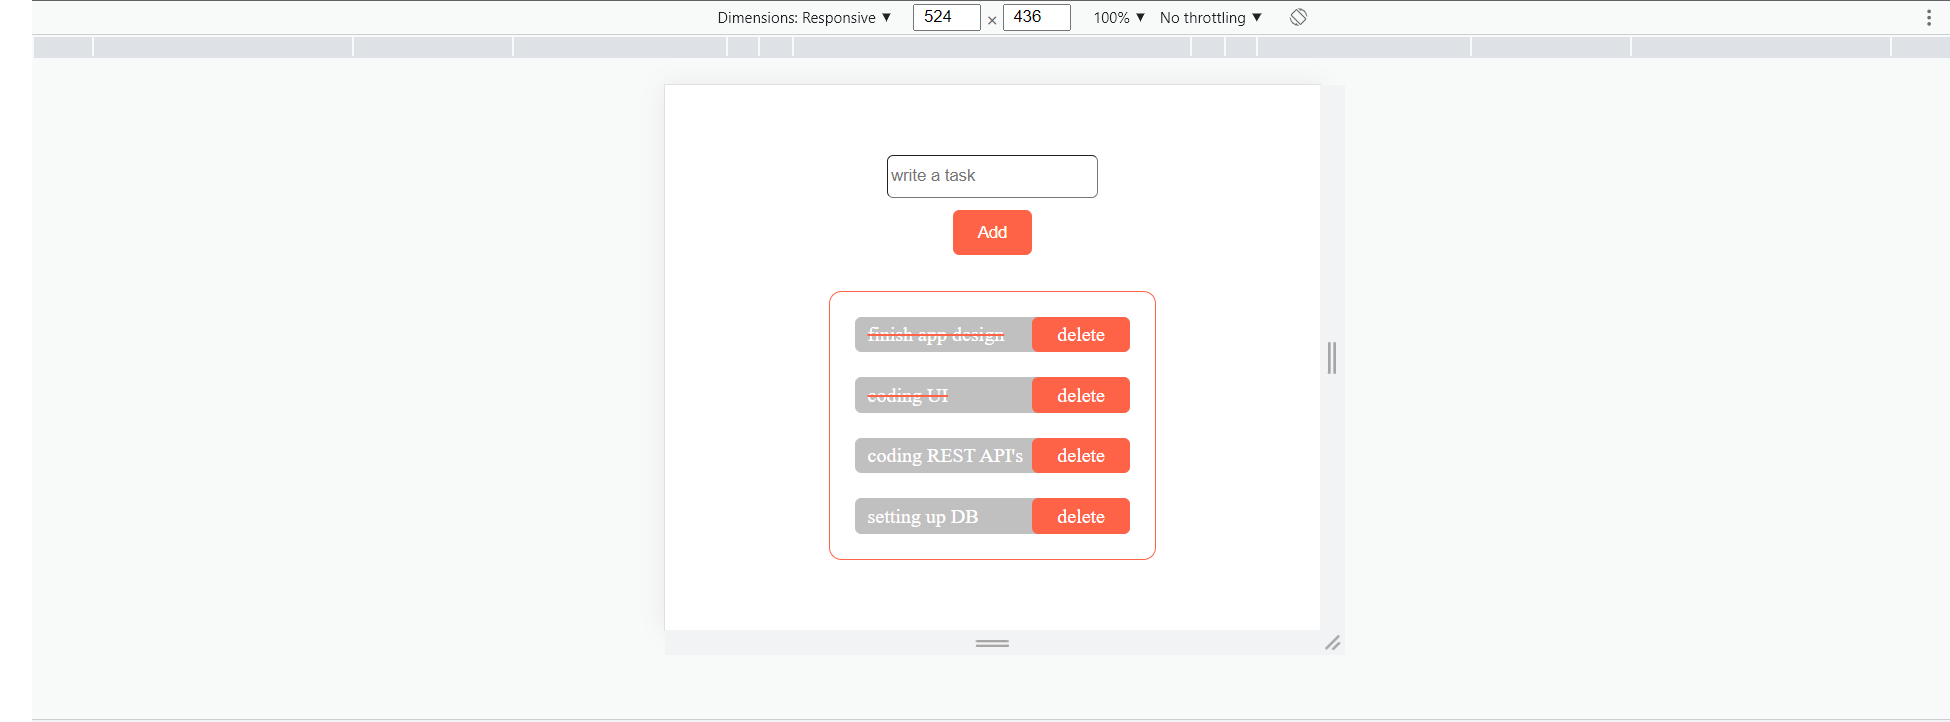 Dimensions: Responsive ▼ 524 × 436 100% ▼ No throttling ▼
write a task
Add
finish app design delete
coding UI delete
coding REST API's delete
setting up DB delete